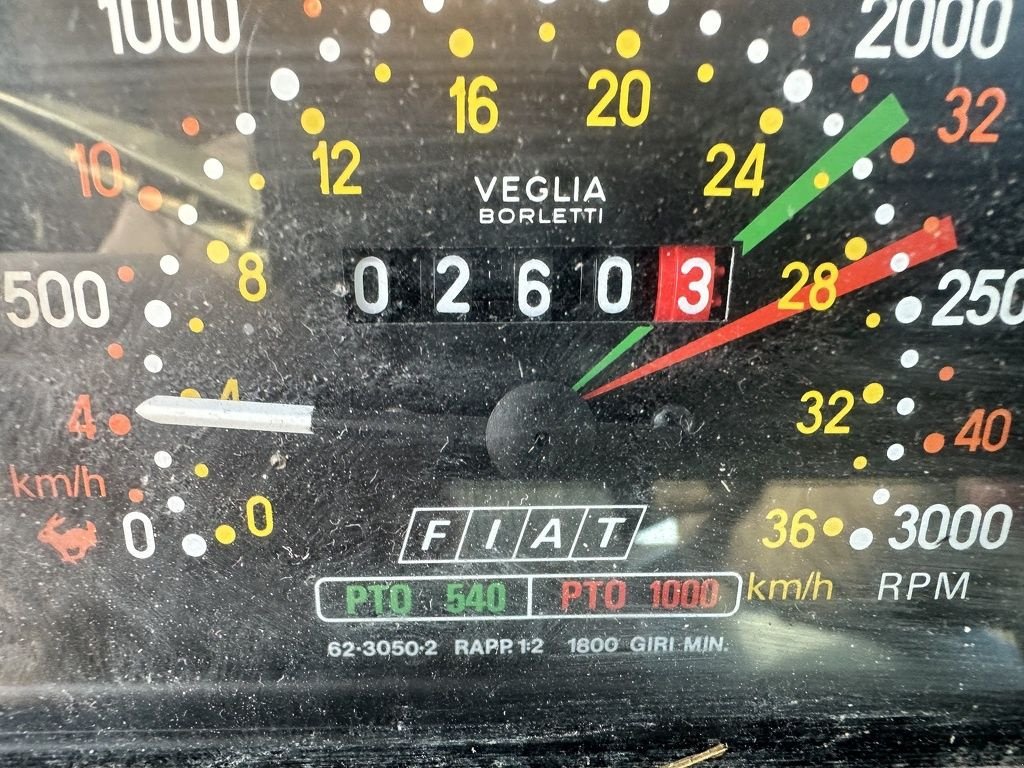 1000 2000
16 20
12 24 32
10
VEGLIA
BORLETTI
8 0 2 6 0 3 28
500 250
4 4 32 40
km/h
0 0 FIAT 36 3000
PTO 540 PTO 1000 km/h RPM
62-3050-2 RAPP. 1:2 1800 GIRI MIN.